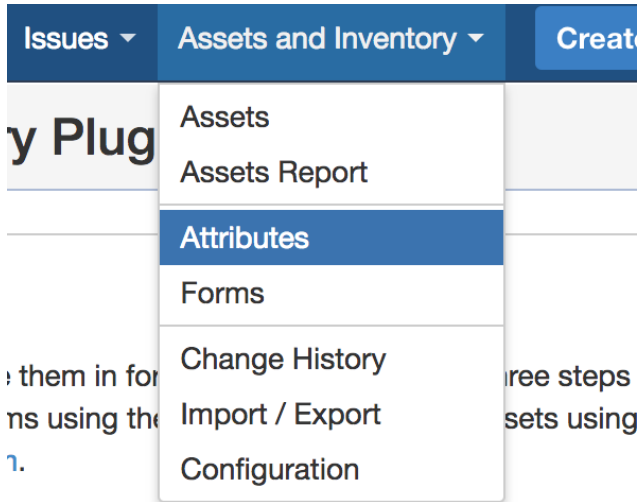 Issues Assets and Inventory Create
y Plug
Assets
Assets Report
Attributes
Forms
Change History
them in for ree steps
Import / Export
ms using the sets using
Configuration
n.